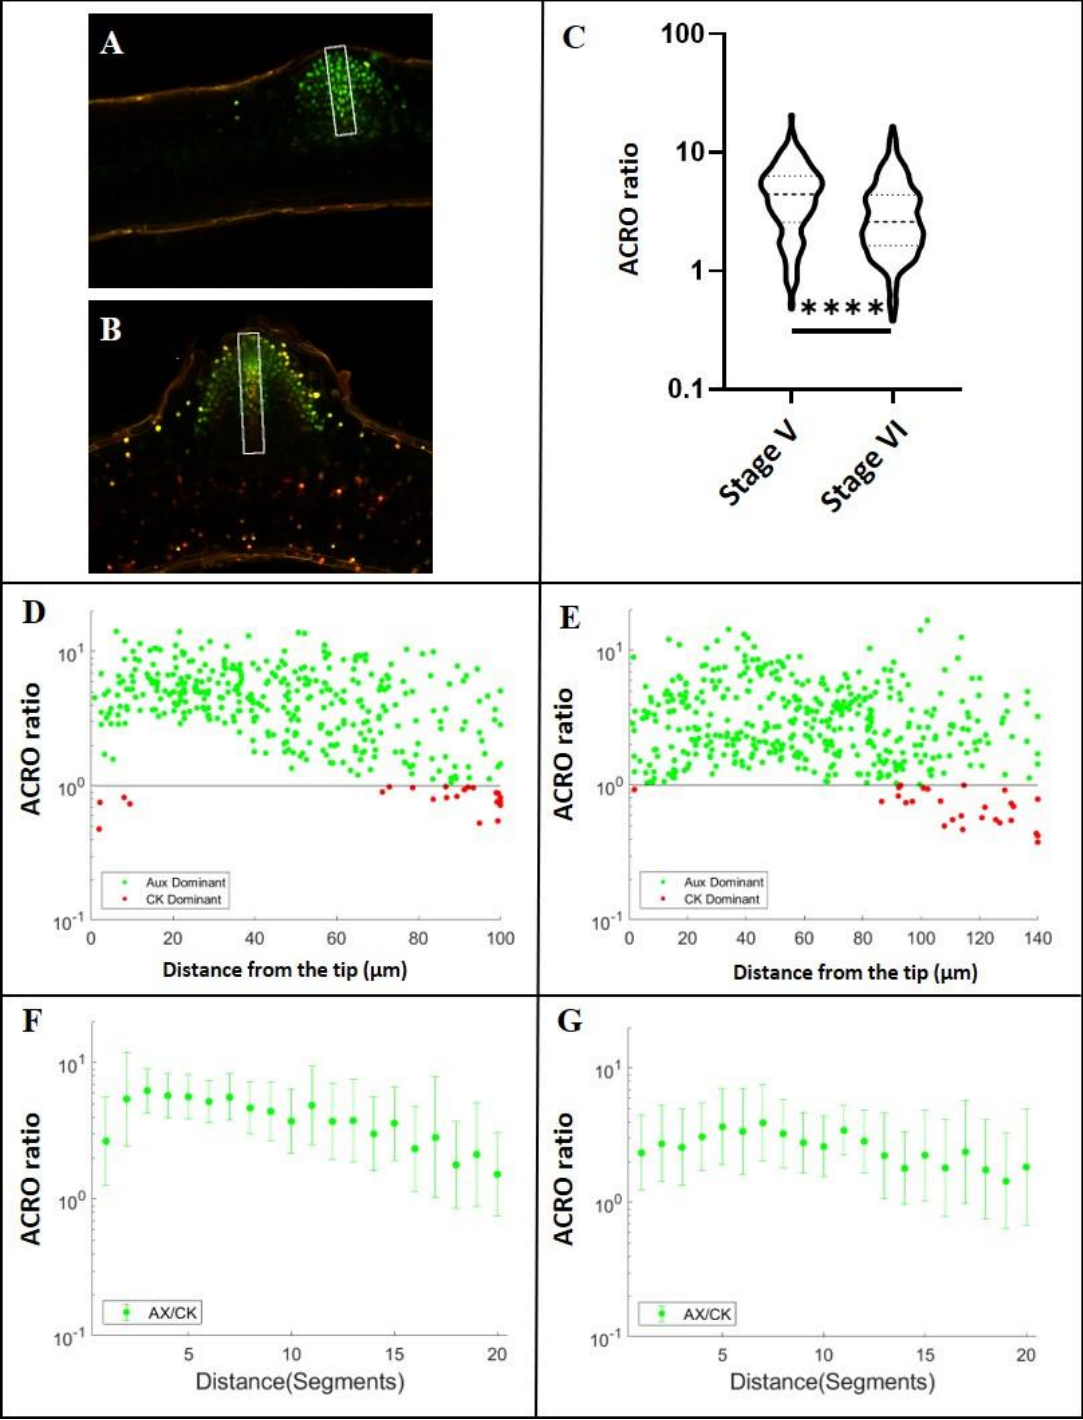 A
B
C
100
10
1
0.1
ACRO ratio
****
Stage V
Stage VI
D
10¹
10⁰
10⁻¹
ACRO ratio
Aux Dominant
CK Dominant
0 20 40 60 80 100
Distance from the tip (µm)
E
10¹
10⁰
10⁻¹
ACRO ratio
Aux Dominant
CK Dominant
0 20 40 60 80 100 120 140
Distance from the tip (µm)
F
10¹
10⁰
10⁻¹
ACRO ratio
AX/CK
5 10 15 20
Distance(Segments)
G
10¹
10⁰
10⁻¹
ACRO ratio
AX/CK
5 10 15 20
Distance(Segments)